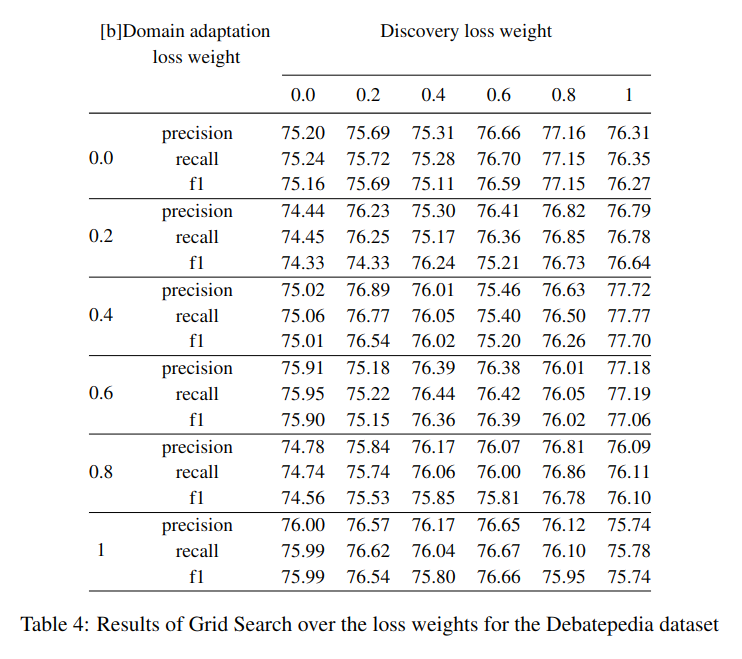 [b]Domain adaptation Discovery loss weight
loss weight
0.0 0.2 0.4 0.6 0.8 1
precision 75.20 75.69 75.31 76.66 77.16 76.31
0.0 recall 75.24 75.72 75.28 76.70 77.15 76.35
f1 75.16 75.69 75.11 76.59 77.15 76.27
precision 74.44 76.23 75.30 76.41 76.82 76.79
0.2 recall 74.45 76.25 75.17 76.36 76.85 76.78
f1 74.33 74.33 76.24 75.21 76.73 76.64
precision 75.02 76.89 76.01 75.46 76.63 77.72
0.4 recall 75.06 76.77 76.05 75.40 76.50 77.77
f1 75.01 76.54 76.02 75.20 76.26 77.70
precision 75.91 75.18 76.39 76.38 76.01 77.18
0.6 recall 75.95 75.22 76.44 76.42 76.05 77.19
f1 75.90 75.15 76.36 76.39 76.02 77.06
precision 74.78 75.84 76.17 76.07 76.81 76.09
0.8 recall 74.74 75.74 76.06 76.00 76.86 76.11
f1 74.56 75.53 75.85 75.81 76.78 76.10
precision 76.00 76.57 76.17 76.65 76.12 75.74
1 recall 75.99 76.62 76.04 76.67 76.10 75.78
f1 75.99 76.54 75.80 76.66 75.95 75.74
Table 4: Results of Grid Search over the loss weights for the Debatepedia dataset